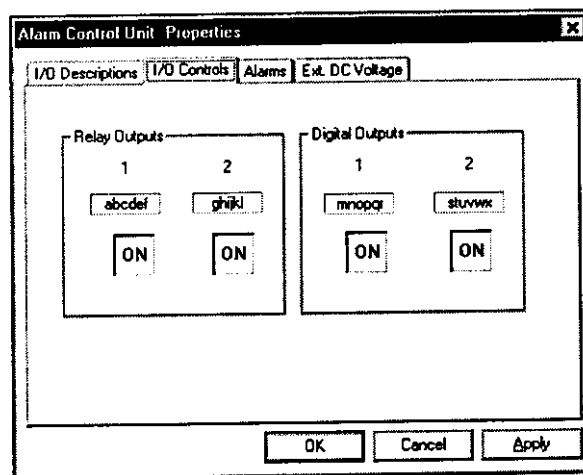 Alarm Control Unit Properties
I/O Descriptions I/O Controls Alarms Ext. DC Voltage
Relay Outputs Digital Outputs
1 2 1 2
abcdef ghijkl mnopqr stuvwx
ON ON ON ON
OK Cancel Apply